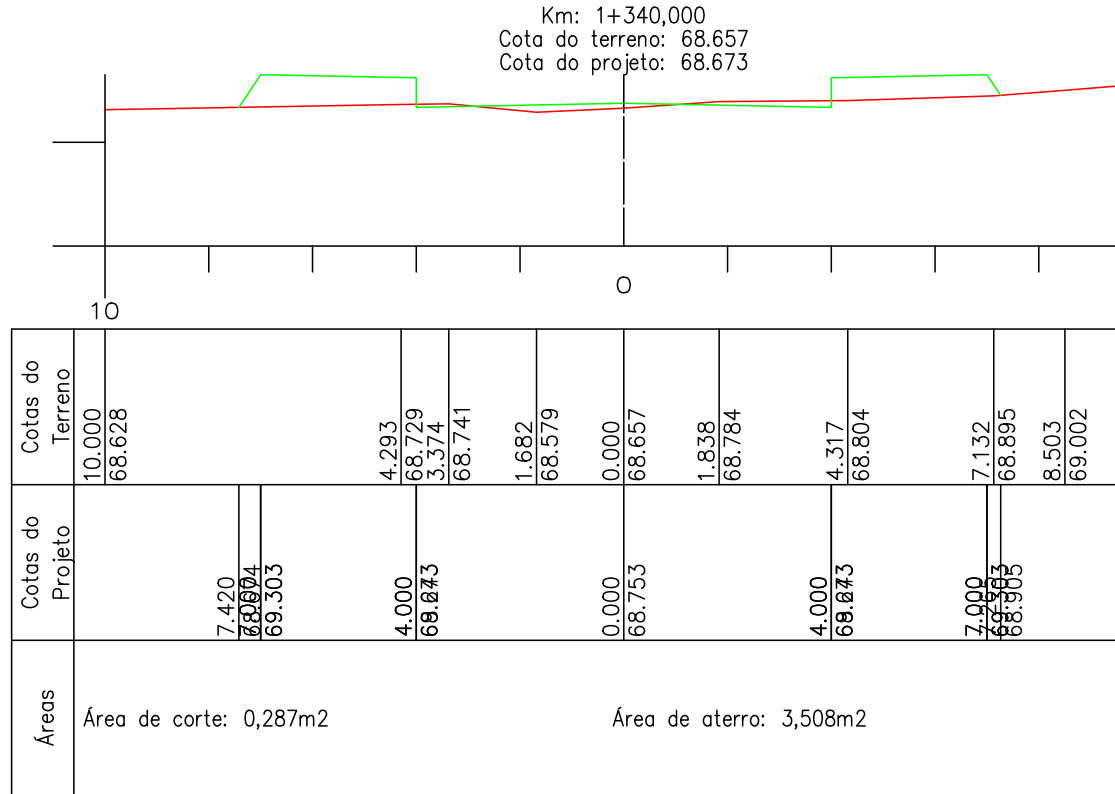 Km: 1+340,000
Cota do terreno: 68.657
Cota do projeto: 68.673
10
0
Cotas do
Terreno
10.000
68.628
4.293
68.729
3.374
68.741
1.682
68.579
0.000
68.657
1.838
68.784
4.317
68.804
7.132
68.895
8.503
69.002
Cotas do
Projeto
7.420
69.303
4.000
0.000
68.753
4.000
7.000
68.905
Áreas
Área de corte: 0,287m2
Área de aterro: 3,508m2